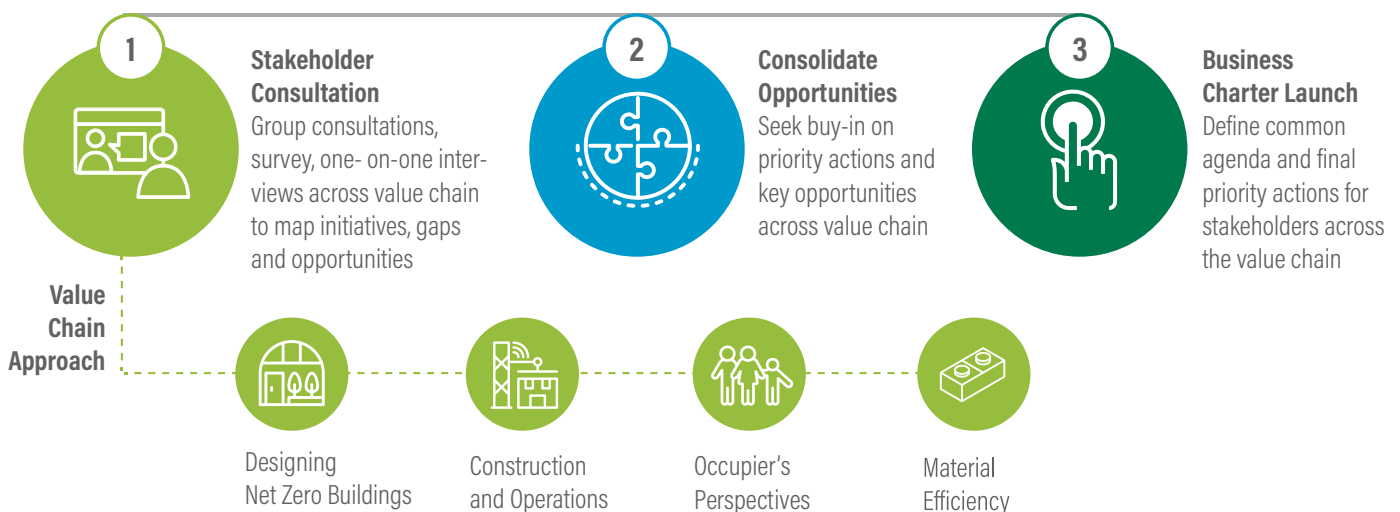 1
Stakeholder
Consultation
Group consultations,
survey, one- on-one inter-
views across value chain
to map initiatives, gaps
and opportunities
2
Consolidate
Opportunities
Seek buy-in on
priority actions and
key opportunities
across value chain
3
Business
Charter Launch
Define common
agenda and final
priority actions for
stakeholders across
the value chain
Value
Chain
Approach
Designing
Net Zero Buildings
Construction
and Operations
Occupier’s
Perspectives
Material
Efficiency